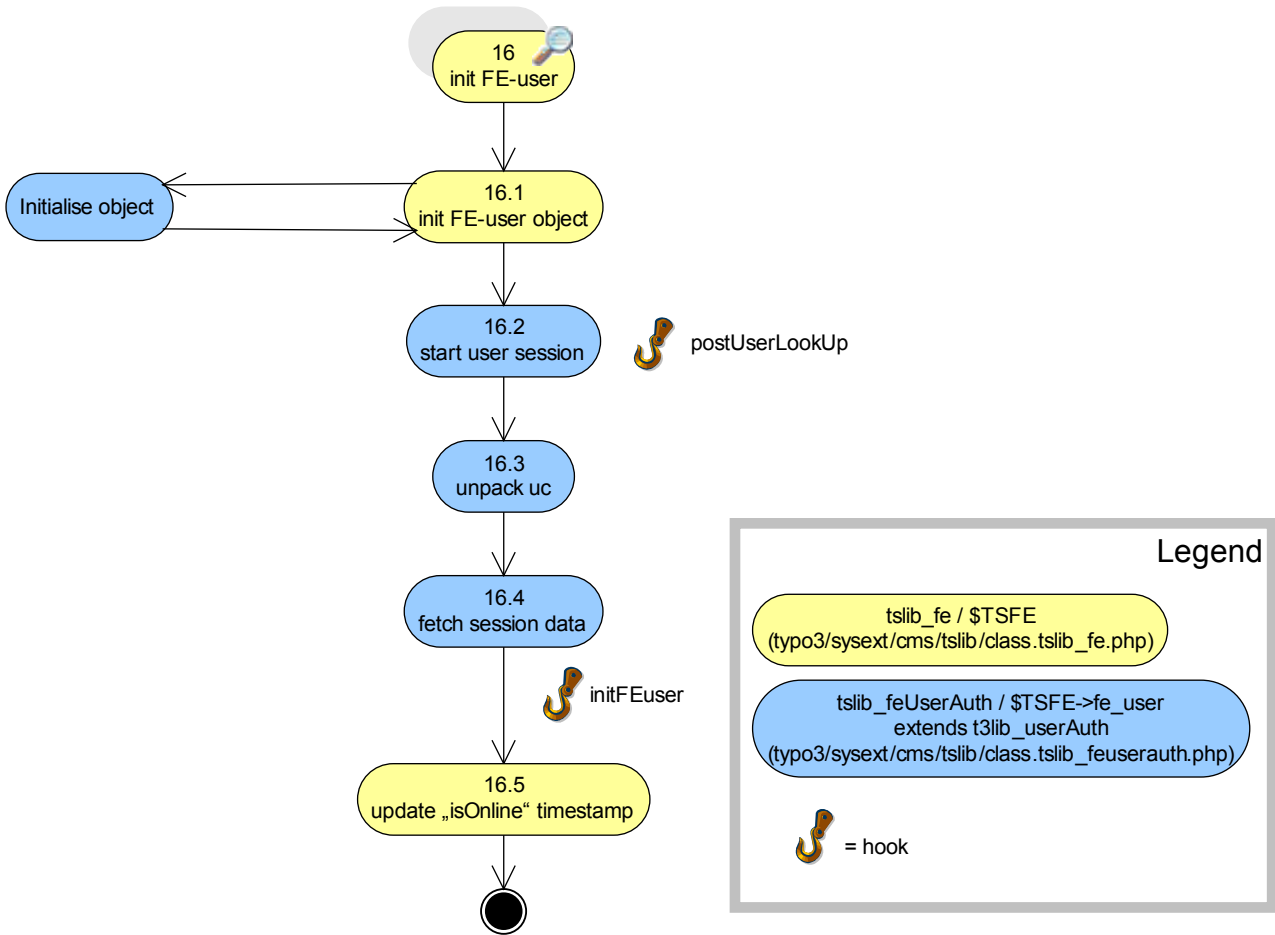 16
init FE-user
Initialise object
16.1
init FE-user object
16.2
start user session
postUserLookUp
16.3
unpack uc
16.4
fetch session data
initFEuser
16.5
update „isOnline“ timestamp
Legend
tslib_fe / $TSFE
(typo3/sysext/cms/tslib/class.tslib_fe.php)
tslib_feUserAuth / $TSFE->fe_user
extends t3lib_userAuth
(typo3/sysext/cms/tslib/class.tslib_feuserauth.php)
= hook